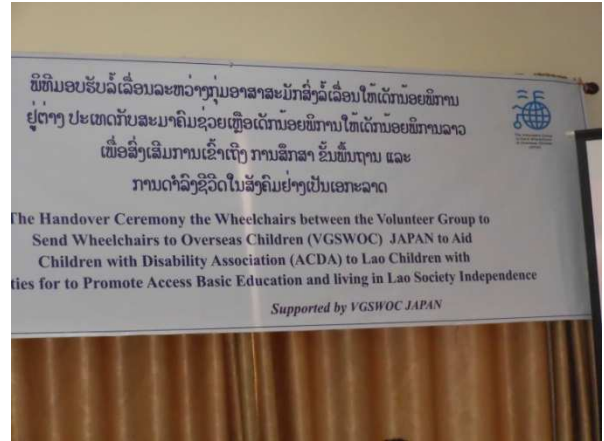 ພິທີມອບຮັບລໍ້ເລື່ອນລະຫວ່າງກຸ່ມອາສາສະມັກສົ່ງລໍ້ເລື່ອນໃຫ້ເດັກນ້ອຍພິການ
ຢູ່ຕ່າງ ປະເທດກັບສະມາຄົມຊ່ວຍເຫຼືອເດັກນ້ອຍພິການໃຫ້ເດັກນ້ອຍພິການລາວ
ເພື່ອສົ່ງເສີມການເຂົ້າເຖິງ ການສຶກສາ ຂັ້ນພື້ນຖານ ແລະ
ການດຳລົງຊີວິດໃນສັງຄົມຢ່າງເປັນເອກະລາດ
The Handover Ceremony the Wheelchairs between the Volunteer Group to
Send Wheelchairs to Overseas Children (VGSWOC) JAPAN to Aid
Children with Disability Association (ACDA) to Lao Children with
ties for to Promote Access Basic Education and living in Lao Society Independence
Supported by VGSWOC JAPAN